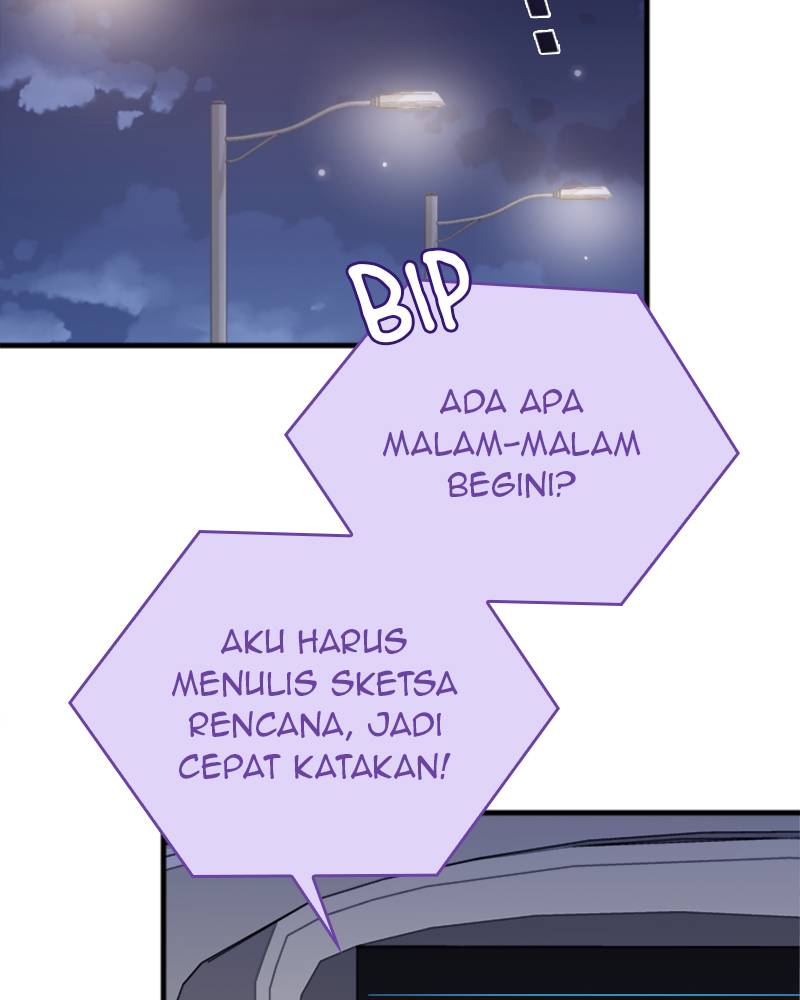 BIP
ADA APA
MALAM-MALAM
BEGINI?
AKU HARUS
MENULIS SKETSA
RENCANA, JADI
CEPAT KATAKAN!